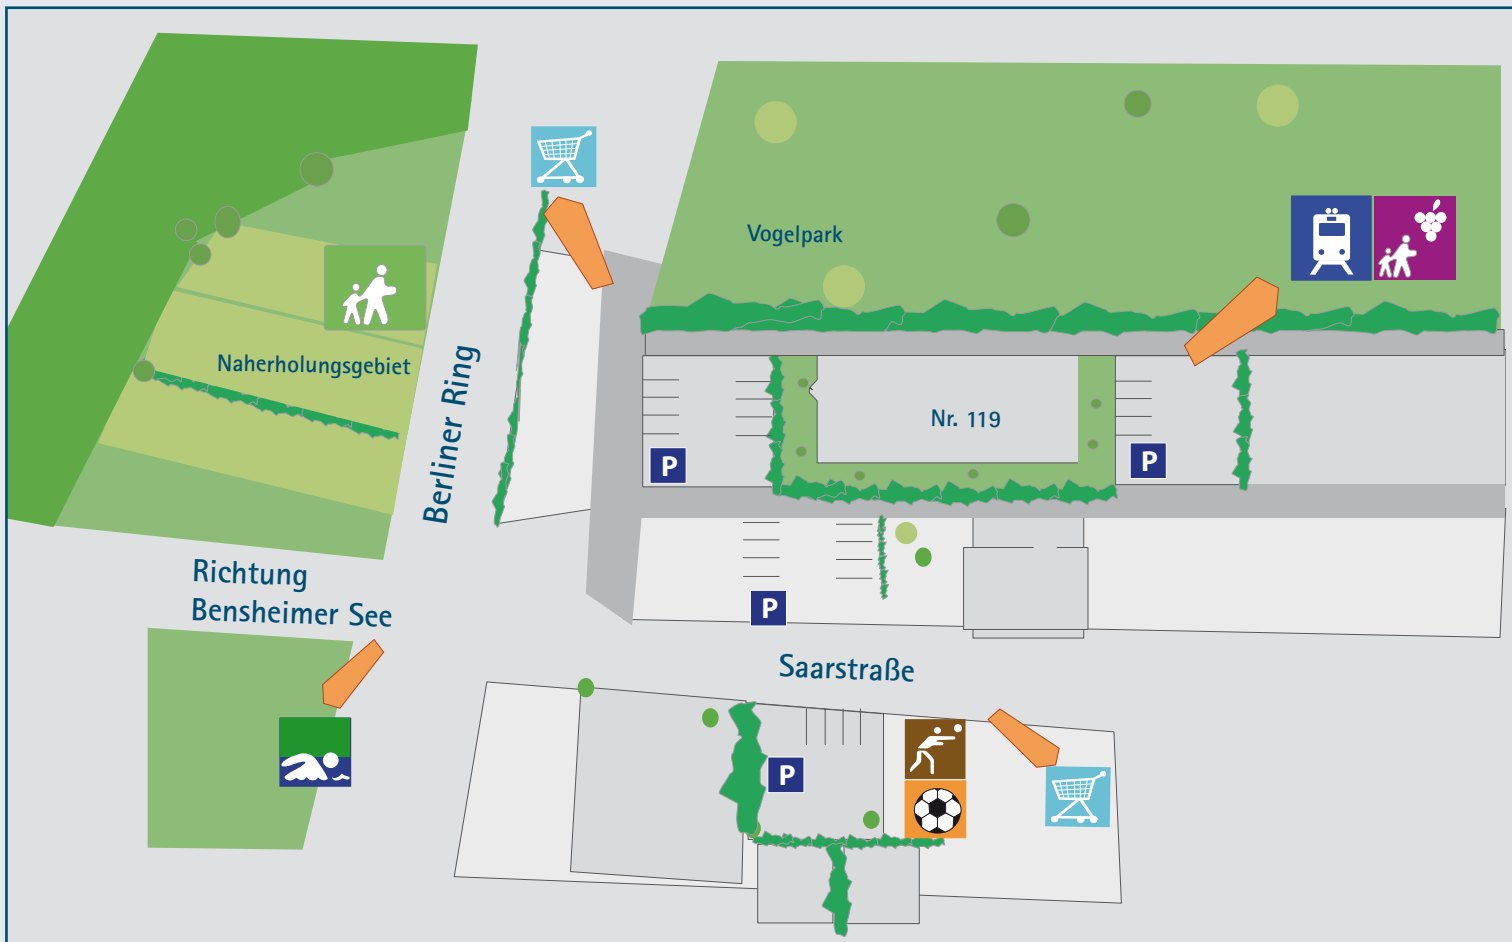 Vogelpark
Naherholungsgebiet
Berliner Ring
Nr. 119
P
P
Richtung
Bensheimer See
P
Saarstraße
P